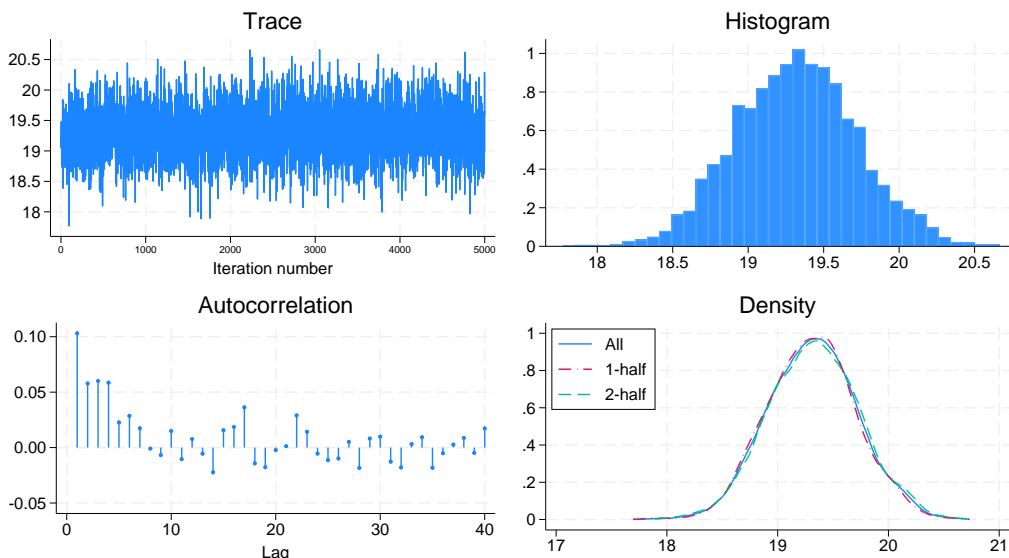 Trace
20.5
20
19.5
19
18.5
18
0 1000 2000 3000 4000 5000
Iteration number
Histogram
1
.8
.6
.4
.2
0
18 18.5 19 19.5 20 20.5
Autocorrelation
0.10
0.05
0.00
-0.05
0 10 20 30 40
Lag
Density
1
.8
.6
.4
.2
0
All
1-half
2-half
17 18 19 20 21